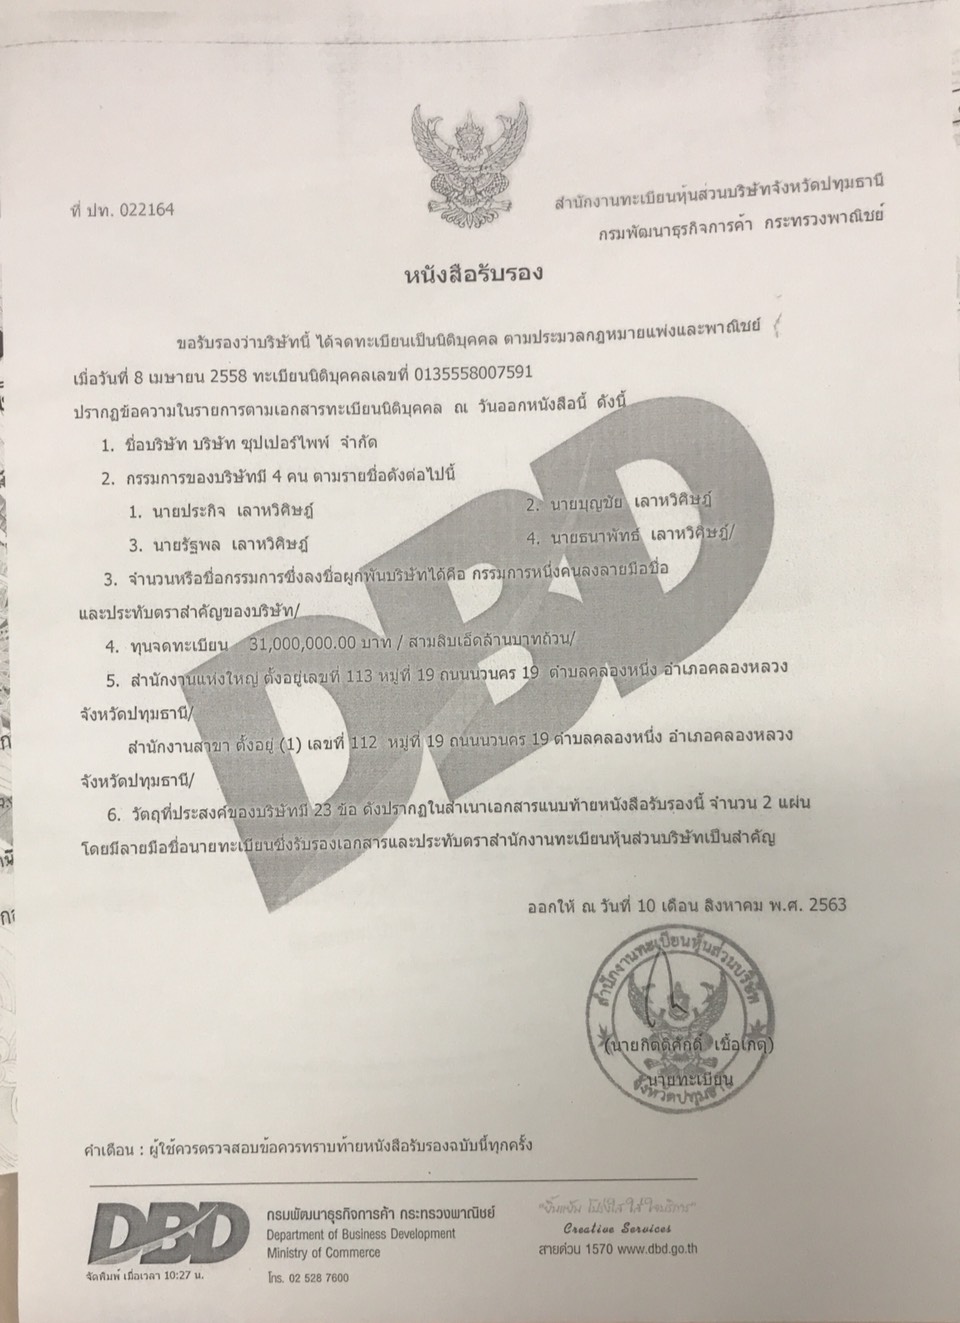 ที่ ปท. 022164
สำนักงานทะเบียนหุ้นส่วนบริษัทจังหวัดปทุมธานี
กรมพัฒนาธุรกิจการค้า กระทรวงพาณิชย์
หนังสือรับรอง
ขอรับรองว่าบริษัทนี้ ได้จดทะเบียนเป็นนิติบุคคล ตามประมวลกฎหมายแพ่งและพาณิชย์
เมื่อวันที่ 8 เมษายน 2558 ทะเบียนนิติบุคคลเลขที่ 0135558007591
ปรากฏข้อความในรายการตามเอกสารทะเบียนนิติบุคคล ณ วันออกหนังสือนี้ ดังนี้
1. ชื่อบริษัท บริษัท ซุปเปอร์ไพพ์ จำกัด
2. กรรมการของบริษัทมี 4 คน ตามรายชื่อดังต่อไปนี้
1. นายประกิจ เลาหวิศิษฏ์ 2. นายบุญชัย เลาหวิศิษฏ์
3. นายรัฐพล เลาหวิศิษฏ์ 4. นายธนาพัทธ์ เลาหวิศิษฏ์/
3. จำนวนหรือชื่อกรรมการซึ่งลงชื่อผูกพันบริษัทได้คือ กรรมการหนึ่งคนลงลายมือชื่อ
และประทับตราสำคัญของบริษัท/
4. ทุนจดทะเบียน 31,000,000.00 บาท / สามสิบเอ็ดล้านบาทถ้วน/
5. สำนักงานแห่งใหญ่ ตั้งอยู่เลขที่ 113 หมู่ที่ 19 ถนนนวนคร 19 ตำบลคลองหนึ่ง อำเภอคลองหลวง
จังหวัดปทุมธานี/
สำนักงานสาขา ตั้งอยู่ (1) เลขที่ 112 หมู่ที่ 19 ถนนนวนคร 19 ตำบลคลองหนึ่ง อำเภอคลองหลวง
จังหวัดปทุมธานี/
6. วัตถุที่ประสงค์ของบริษัทมี 23 ข้อ ดังปรากฏในสำเนาเอกสารแนบท้ายหนังสือรับรองนี้ จำนวน 2 แผ่น
โดยมีลายมือชื่อนายทะเบียนซึ่งรับรองเอกสารและประทับตราสำนักงานทะเบียนหุ้นส่วนบริษัทเป็นสำคัญ
DBD
ออกให้ ณ วันที่ 10 เดือน สิงหาคม พ.ศ. 2563
สำนักงานทะเบียนหุ้นส่วนบริษัท
(นายกิตติศักดิ์ เชื้อเกตุ)
นายทะเบียน
จังหวัดปทุมธานี
คำเตือน : ผู้ใช้ควรตรวจสอบข้อควรทราบท้ายหนังสือรับรองฉบับนี้ทุกครั้ง
DBD
จัดพิมพ์ เมื่อเวลา 10:27 น.
กรมพัฒนาธุรกิจการค้า กระทรวงพาณิชย์
Department of Business Development
Ministry of Commerce
โทร. 02 528 7600
"ยิ้มแย้ม โปร่งใส ใส่ใจบริการ"
Creative Services
สายด่วน 1570 www.dbd.go.th